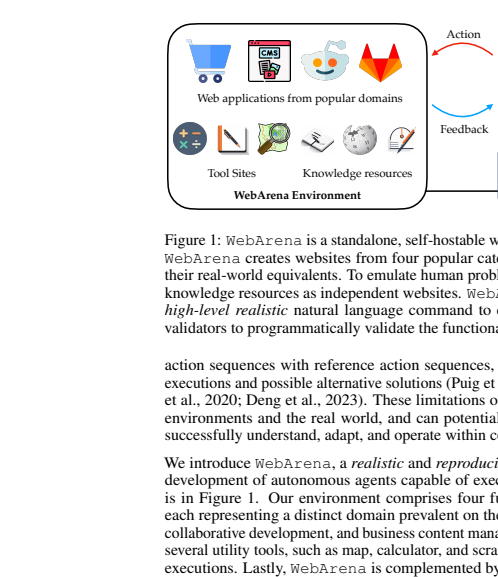 Action
CMS
Web applications from popular domains
Feedback
Tool Sites Knowledge resources
WebArena Environment
Figure 1: WebArena is a standalone, self-hostable w
WebArena creates websites from four popular cate
their real-world equivalents. To emulate human prob
knowledge resources as independent websites. WebA
high-level realistic natural language command to
validators to programmatically validate the functiona
action sequences with reference action sequences,
executions and possible alternative solutions (Puig et
et al., 2020; Deng et al., 2023). These limitations o
environments and the real world, and can potential
successfully understand, adapt, and operate within c
We introduce WebArena, a realistic and reproduci
development of autonomous agents capable of exec
is in Figure 1. Our environment comprises four fu
each representing a distinct domain prevalent on the
collaborative development, and business content mana
several utility tools, such as map, calculator, and scra
executions. Lastly, WebArena is complemented by